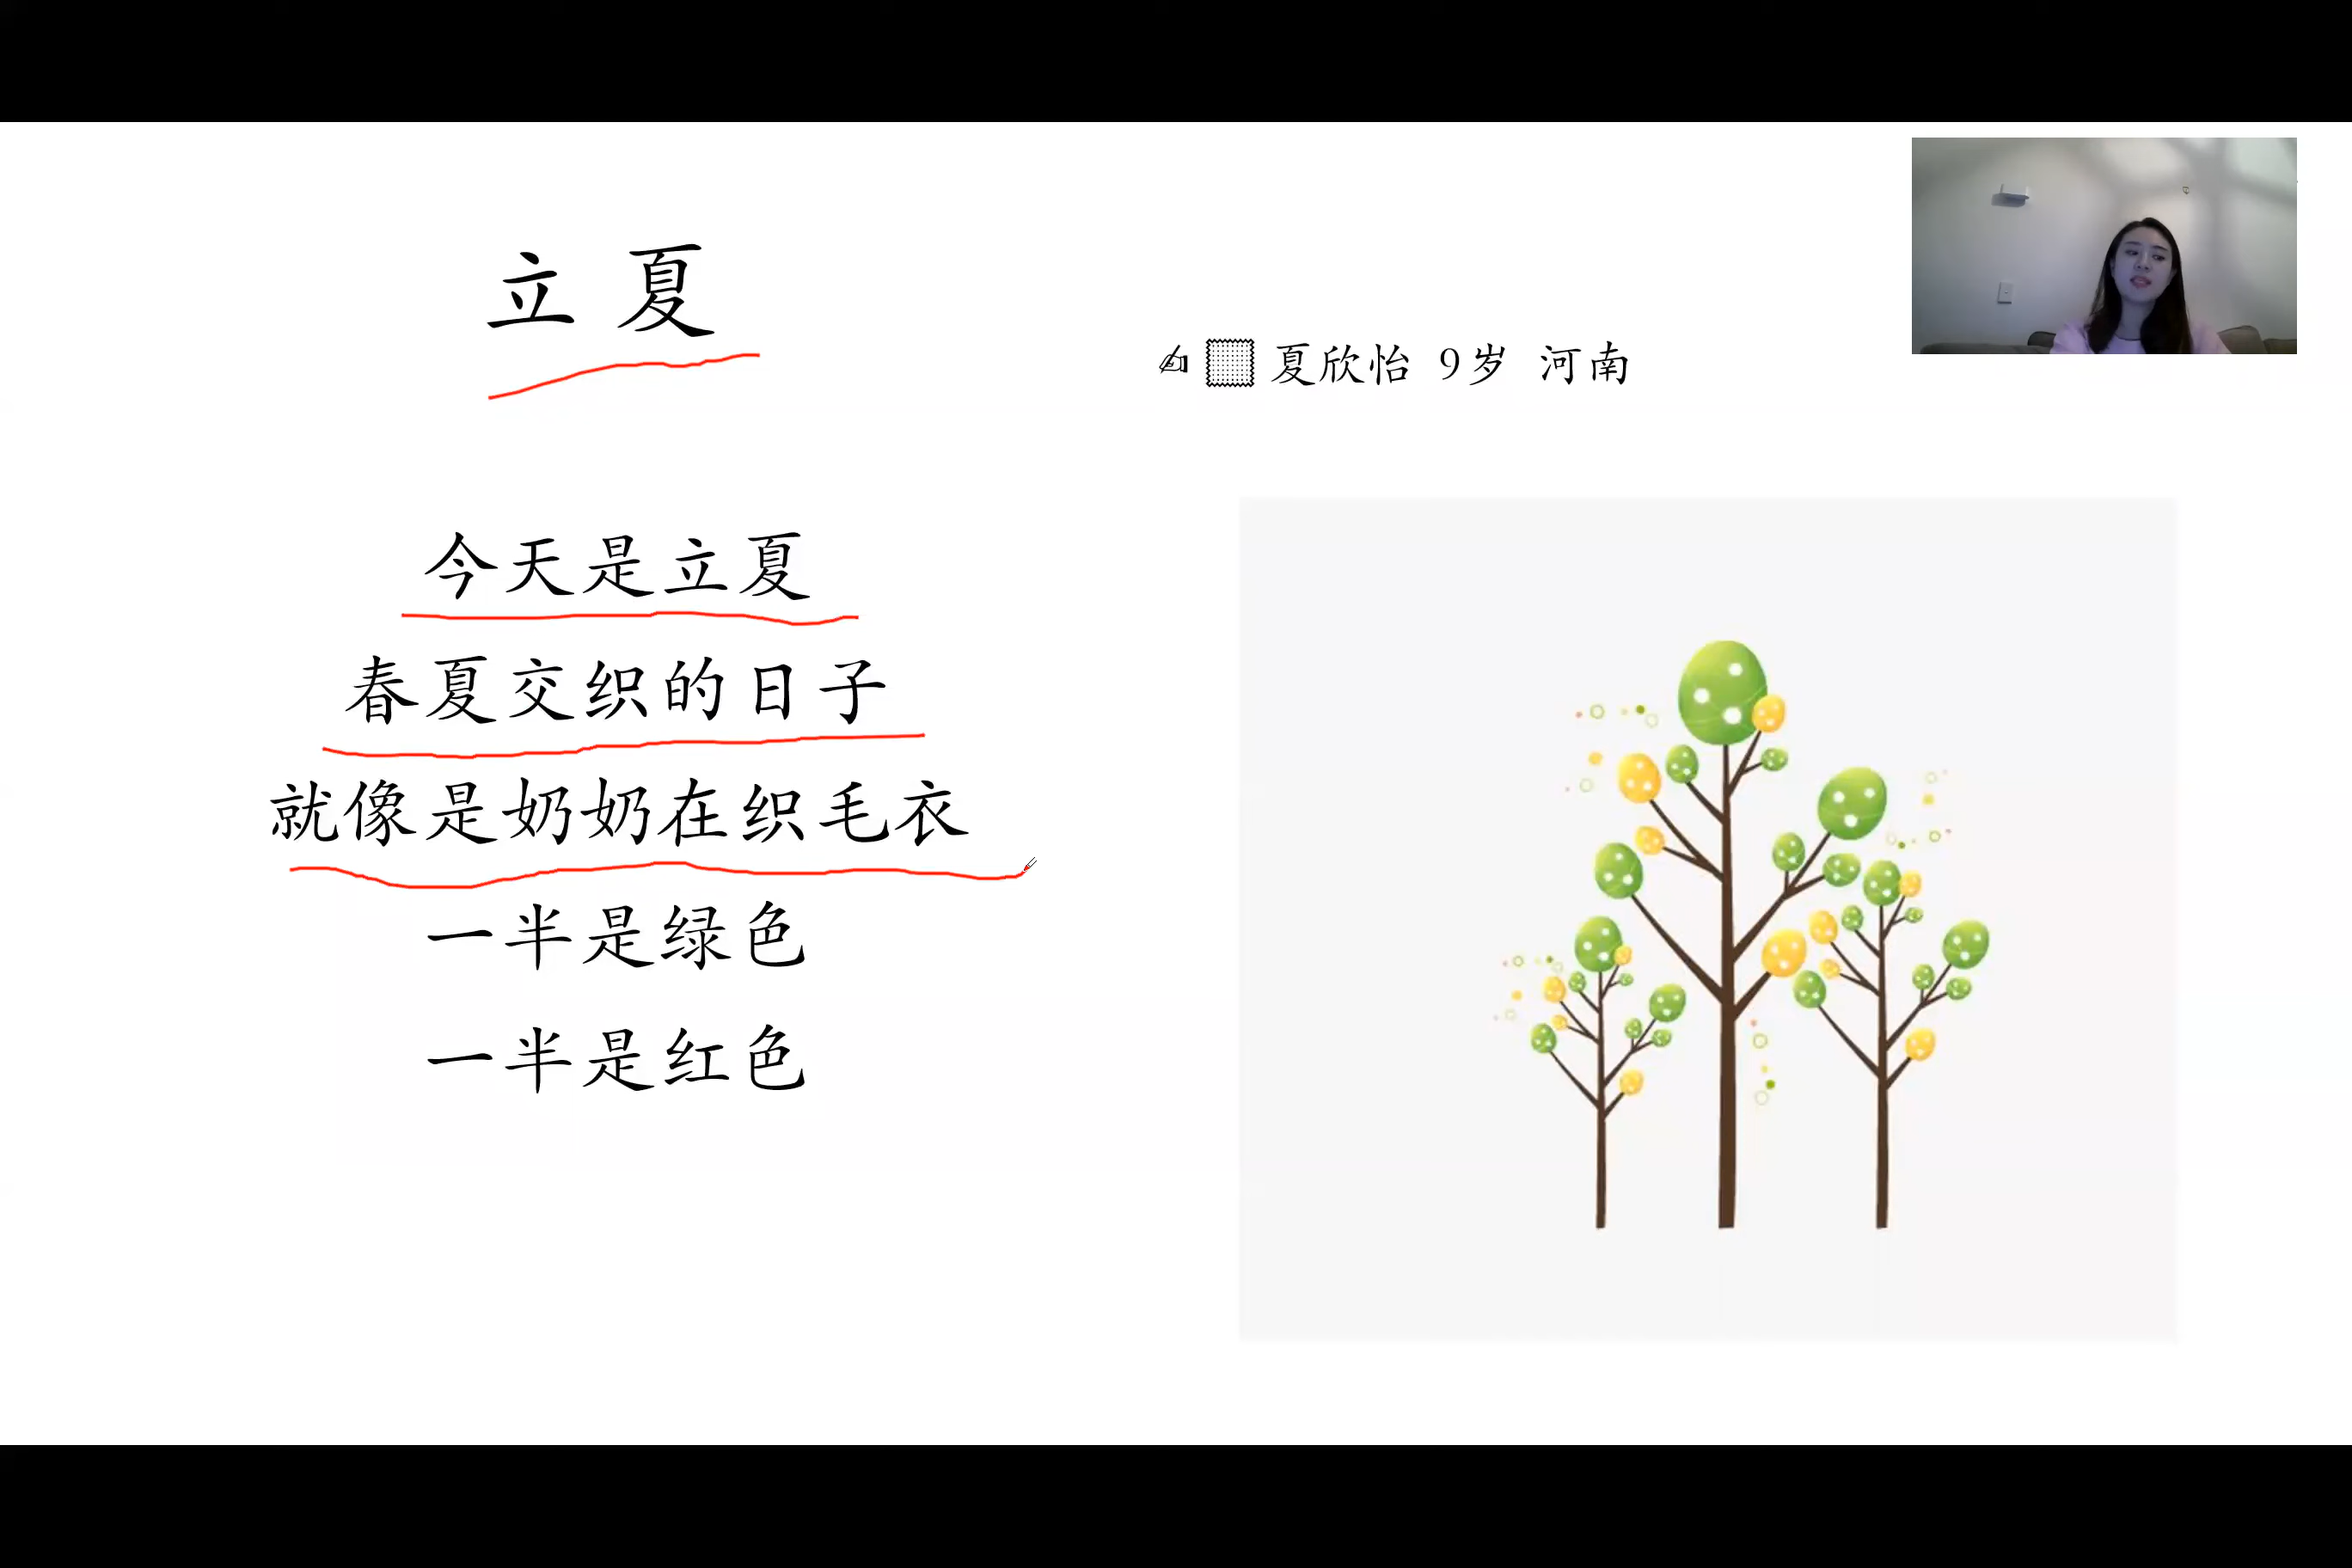 立夏
✍ 夏欣怡 9岁 河南
今天是立夏
春夏交织的日子
就像是奶奶在织毛衣
一半是绿色
一半是红色